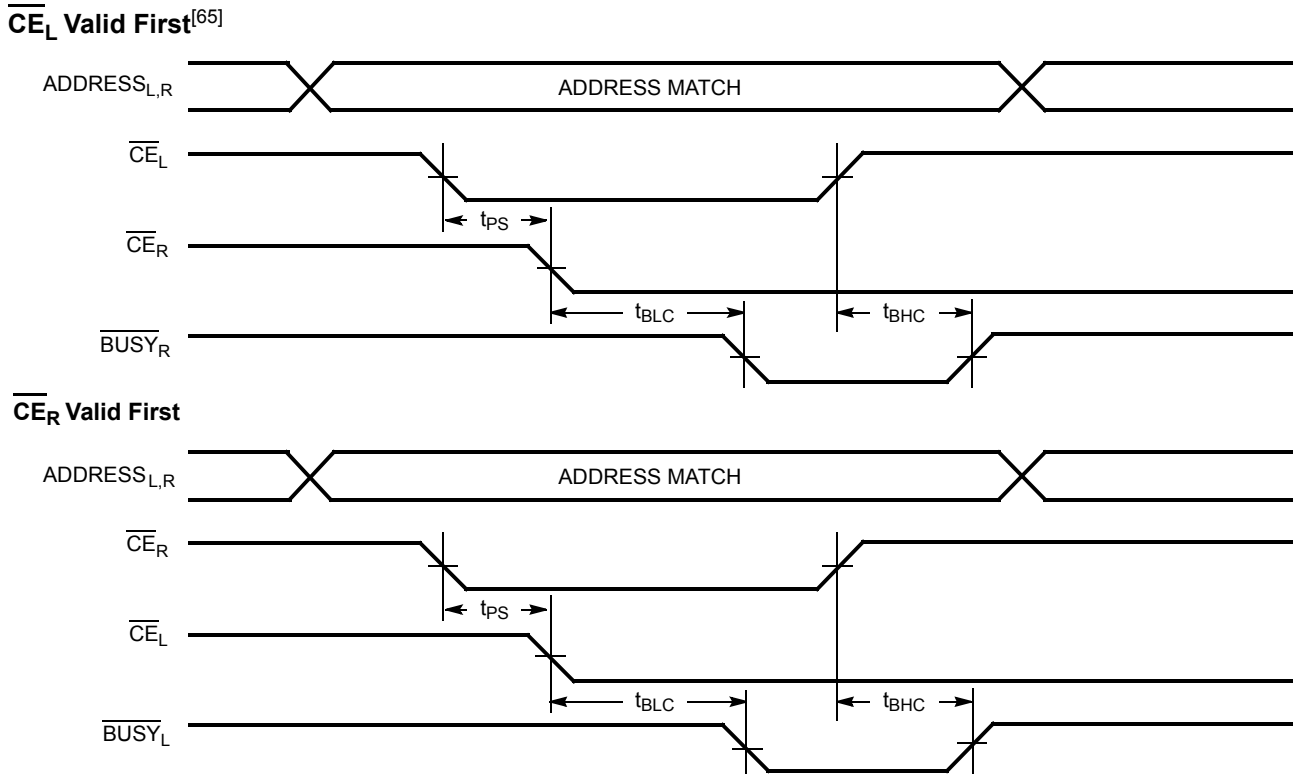 CE_L Valid First[65]
ADDRESS_L,R
ADDRESS MATCH
CE_L
t_PS
CE_R
t_BLC
t_BHC
BUSY_R
CE_R Valid First
ADDRESS_L,R
ADDRESS MATCH
CE_R
t_PS
CE_L
t_BLC
t_BHC
BUSY_L